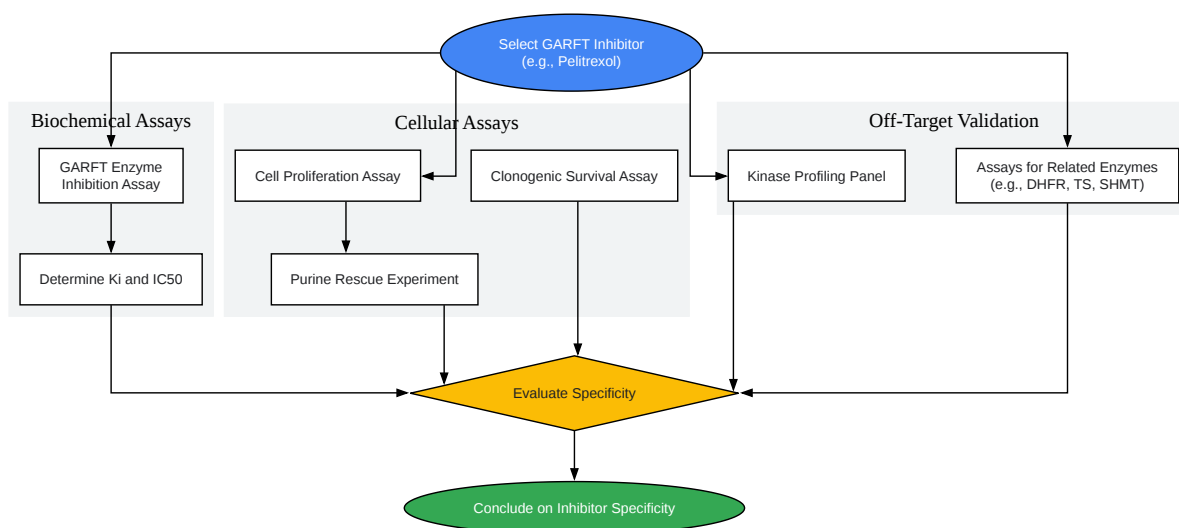 Select GARFT Inhibitor
(e.g., Pelitrexol)
Biochemical Assays
Cellular Assays
Off-Target Validation
GARFT Enzyme
Inhibition Assay
Cell Proliferation Assay
Clonogenic Survival Assay
Kinase Profiling Panel
Assays for Related Enzymes
(e.g., DHFR, TS, SHMT)
Determine Ki and IC50
Purine Rescue Experiment
Evaluate Specificity
Conclude on Inhibitor Specificity